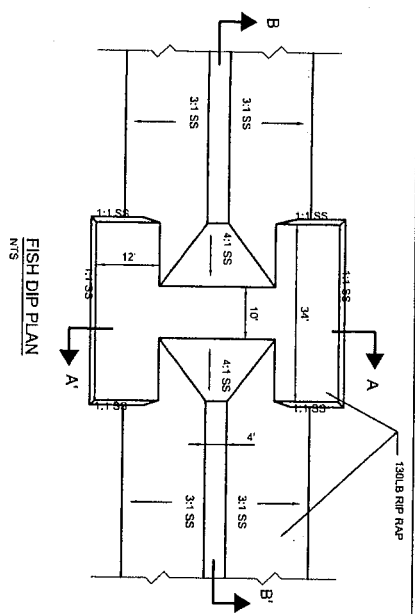 B
3:1 SS
3:1 SS
1:1 SS
1:1 SS
4:1 SS
12'
1:1 SS
10'
34'
1:1 SS
A'
A
4:1 SS
1:1 SS
1:1 SS
4'
130LB RIP RAP
3:1 SS
3:1 SS
B'
FISH DIP PLAN
NTS